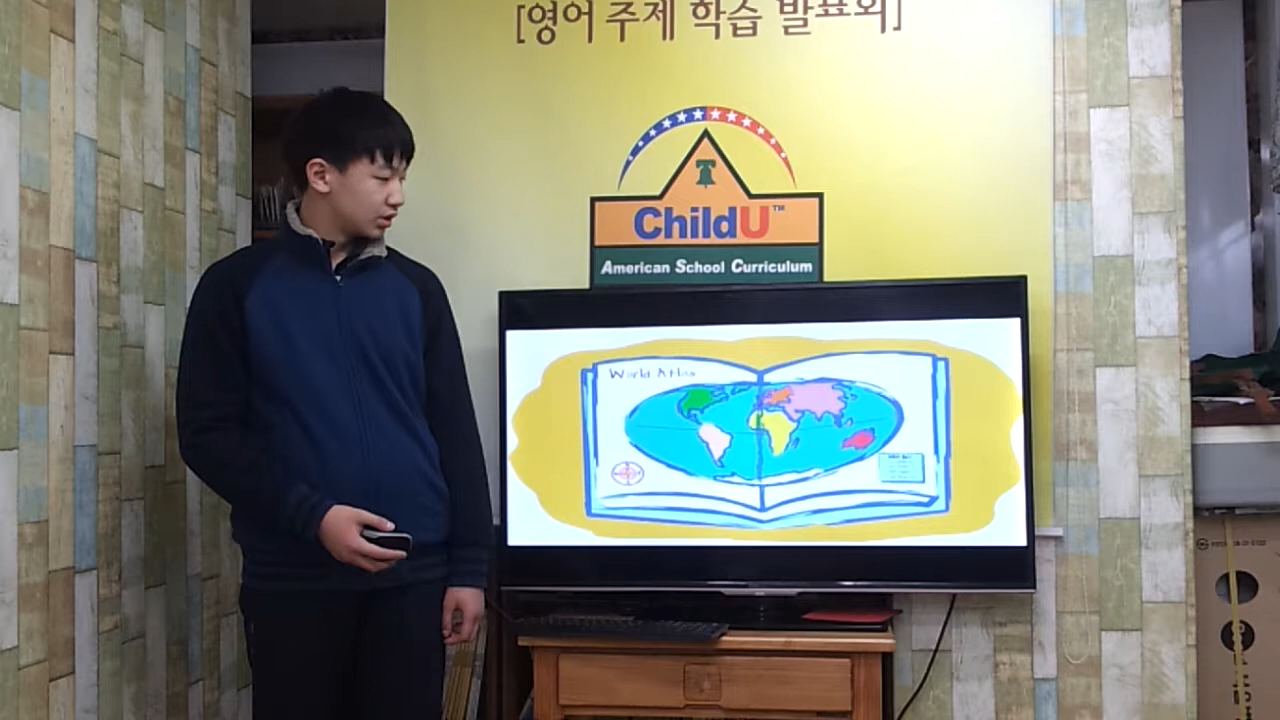 [영어 주제 학습 발표회]
ChildU™
American School Curriculum
World Atlas